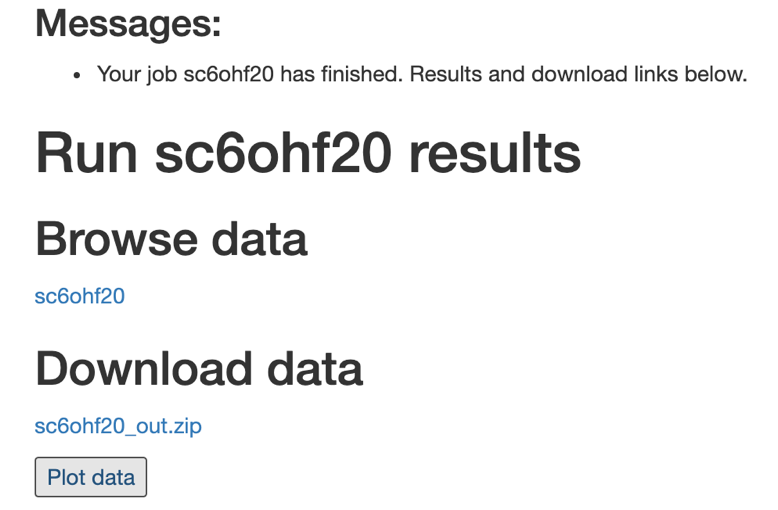 Messages:
• Your job sc6ohf20 has finished. Results and download links below.
Run sc6ohf20 results
Browse data
sc6ohf20
Download data
sc6ohf20_out.zip
Plot data